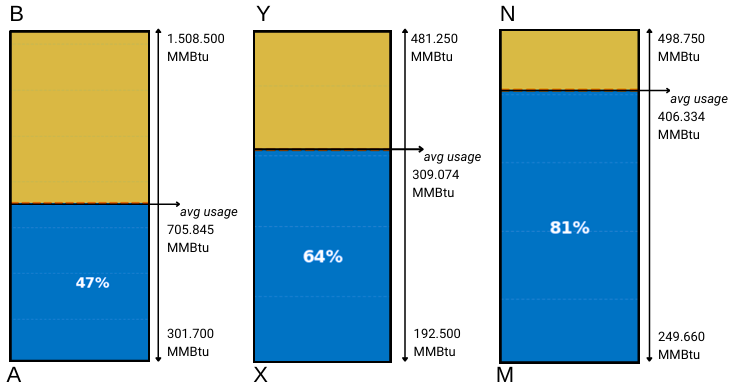 B
1.508.500
MMBtu
avg usage
705.845
MMBtu
47%
301.700
MMBtu
A
Y
481.250
MMBtu
avg usage
309.074
MMBtu
64%
192.500
MMBtu
X
N
498.750
MMBtu
avg usage
406.334
MMBtu
81%
249.660
MMBtu
M